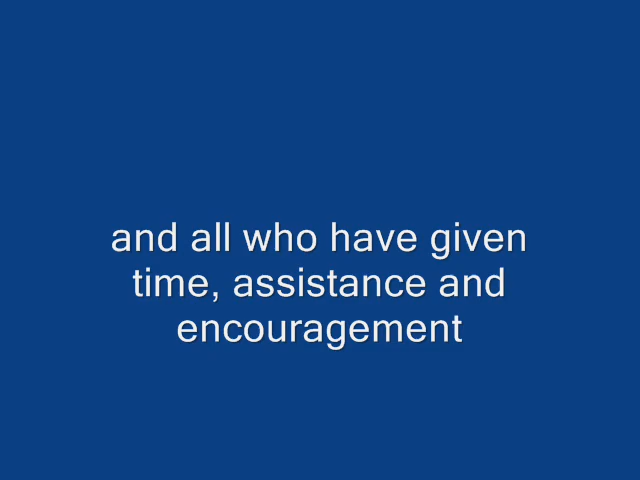 and all who have given
time, assistance and
encouragement